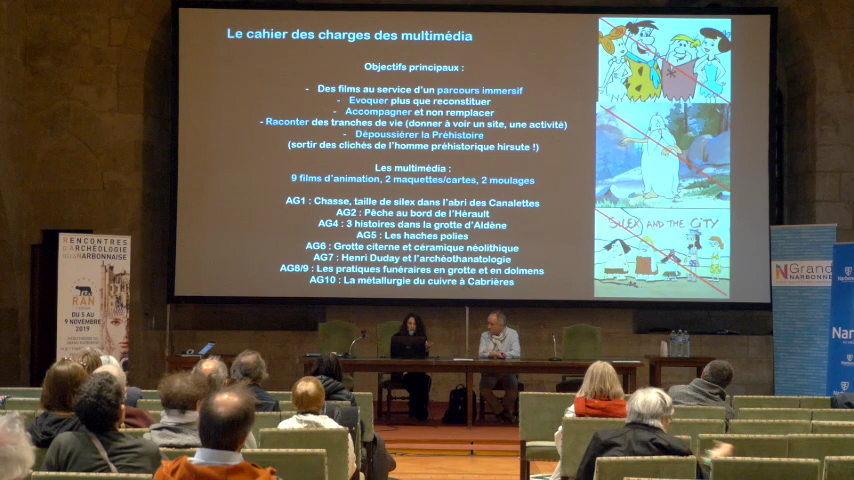 Le cahier des charges des multimédia
Objectifs principaux :
- Des films au service d'un parcours immersif
- Evoquer plus que reconstituer
- Accompagner et non remplacer
- Raconter des tranches de vie (donner à voir un site, une activité)
- Dépoussiérer la Préhistoire
(sortir des clichés de l'homme préhistorique hirsute !)
Les multimédia :
9 films d'animation, 2 maquettes/cartes, 2 moulages
AG1 : Chasse, taille de silex dans l'abri des Canalettes
AG2 : Pêche au bord de l'Hérault
AG4 : 3 histoires dans la grotte d'Aldène
AG5 : Les haches polies
AG6 : Grotte citerne et céramique néolithique
AG7 : Henri Duday et l'archéothanatologie
AG8/9 : Les pratiques funéraires en grotte et en dolmens
AG10 : La métallurgie du cuivre à Cabrières
SILEX AND THE CITY
RENCONTRES
D'ARCHÉOLOGIE
DE LA NARBONNAISE
RAN
DU 5 AU
9 NOVEMBRE
2019
Grand
NARBONNE